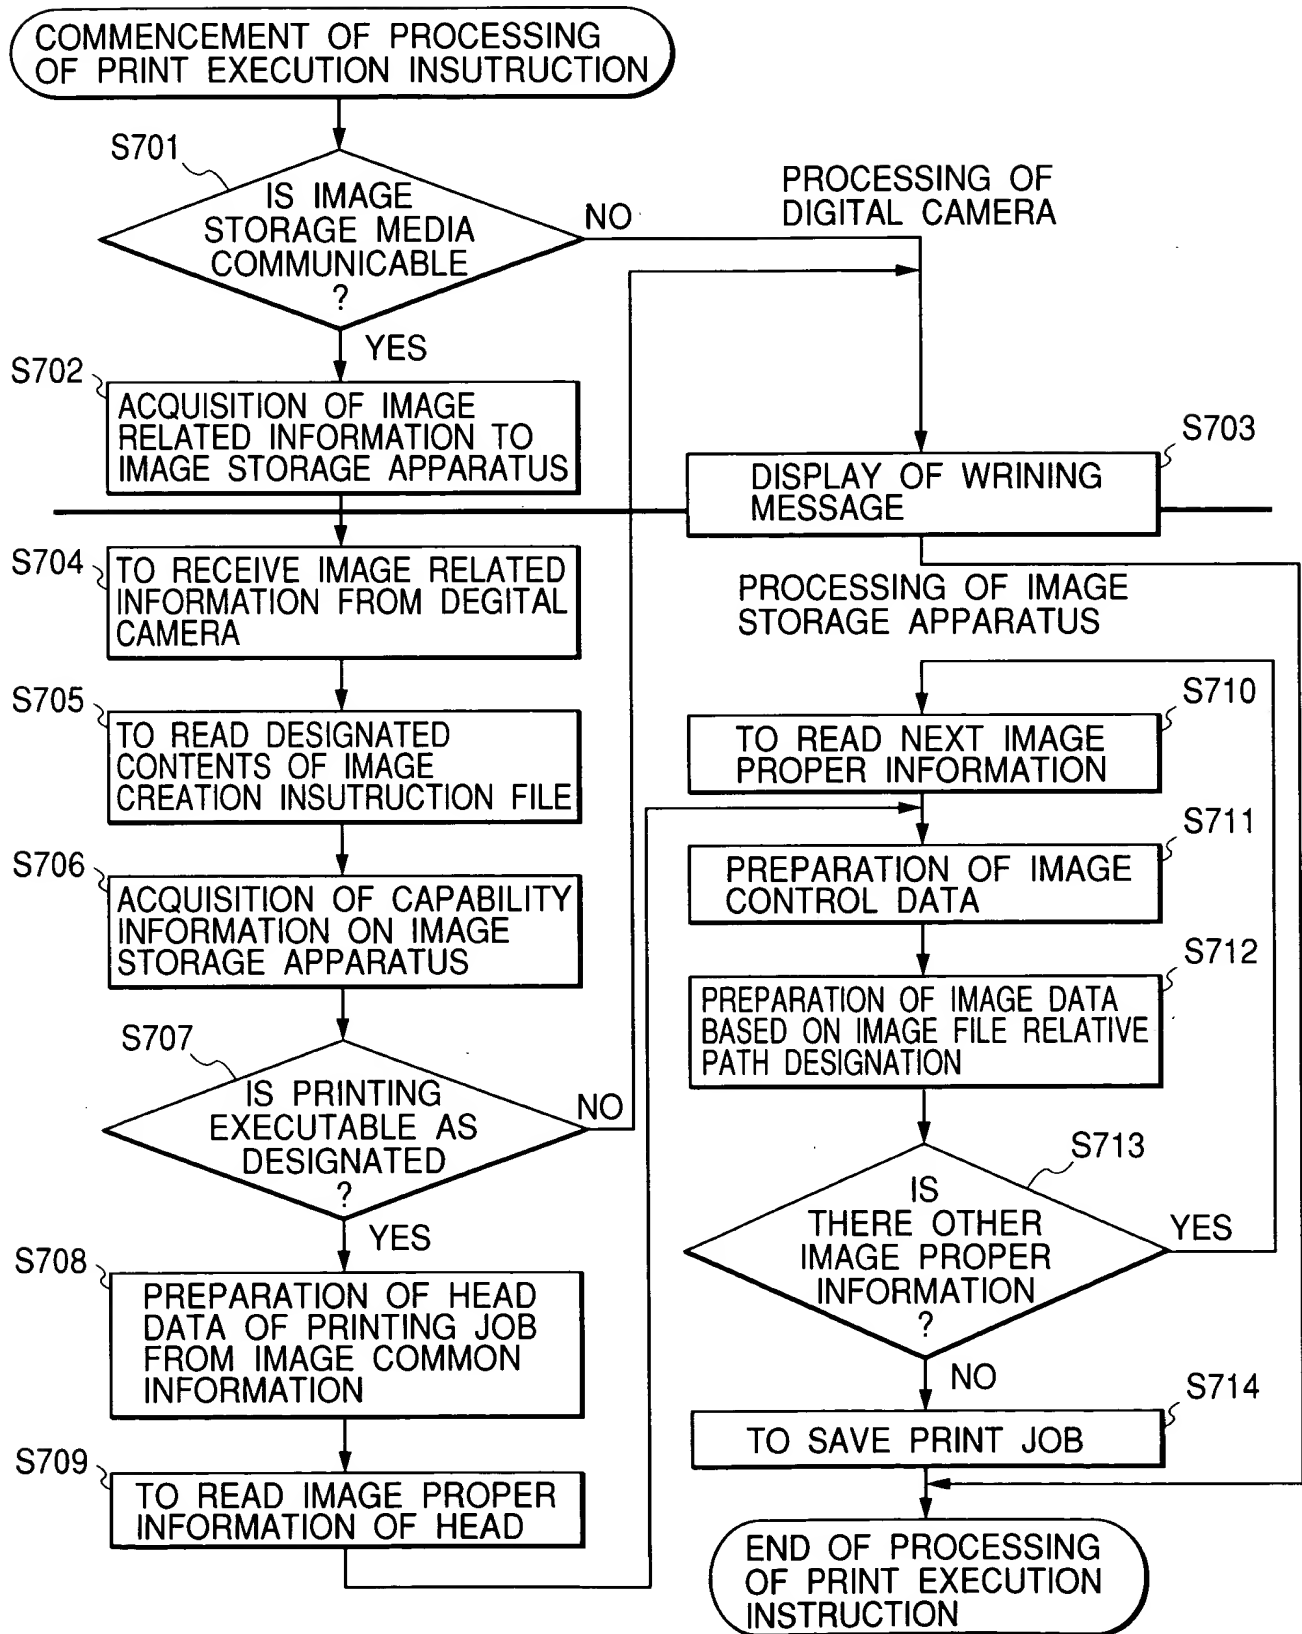 COMMENCEMENT OF PROCESSING
OF PRINT EXECUTION INSUTRUCTION
S701
IS IMAGE
STORAGE MEDIA
COMMUNICABLE
?
NO
YES
PROCESSING OF
DIGITAL CAMERA
S702
ACQUISITION OF IMAGE
RELATED INFORMATION TO
IMAGE STORAGE APPARATUS
S703
DISPLAY OF WRINING
MESSAGE
S704
TO RECEIVE IMAGE RELATED
INFORMATION FROM DEGITAL
CAMERA
PROCESSING OF IMAGE
STORAGE APPARATUS
S705
TO READ DESIGNATED
CONTENTS OF IMAGE
CREATION INSUTRUCTION FILE
S706
ACQUISITION OF CAPABILITY
INFORMATION ON IMAGE
STORAGE APPARATUS
S707
IS PRINTING
EXECUTABLE AS
DESIGNATED
?
NO
YES
S708
PREPARATION OF HEAD
DATA OF PRINTING JOB
FROM IMAGE COMMON
INFORMATION
S709
TO READ IMAGE PROPER
INFORMATION OF HEAD
S710
TO READ NEXT IMAGE
PROPER INFORMATION
S711
PREPARATION OF IMAGE
CONTROL DATA
S712
PREPARATION OF IMAGE DATA
BASED ON IMAGE FILE RELATIVE
PATH DESIGNATION
S713
IS
THERE OTHER
IMAGE PROPER
INFORMATION
?
YES
NO
S714
TO SAVE PRINT JOB
END OF PROCESSING
OF PRINT EXECUTION
INSTRUCTION